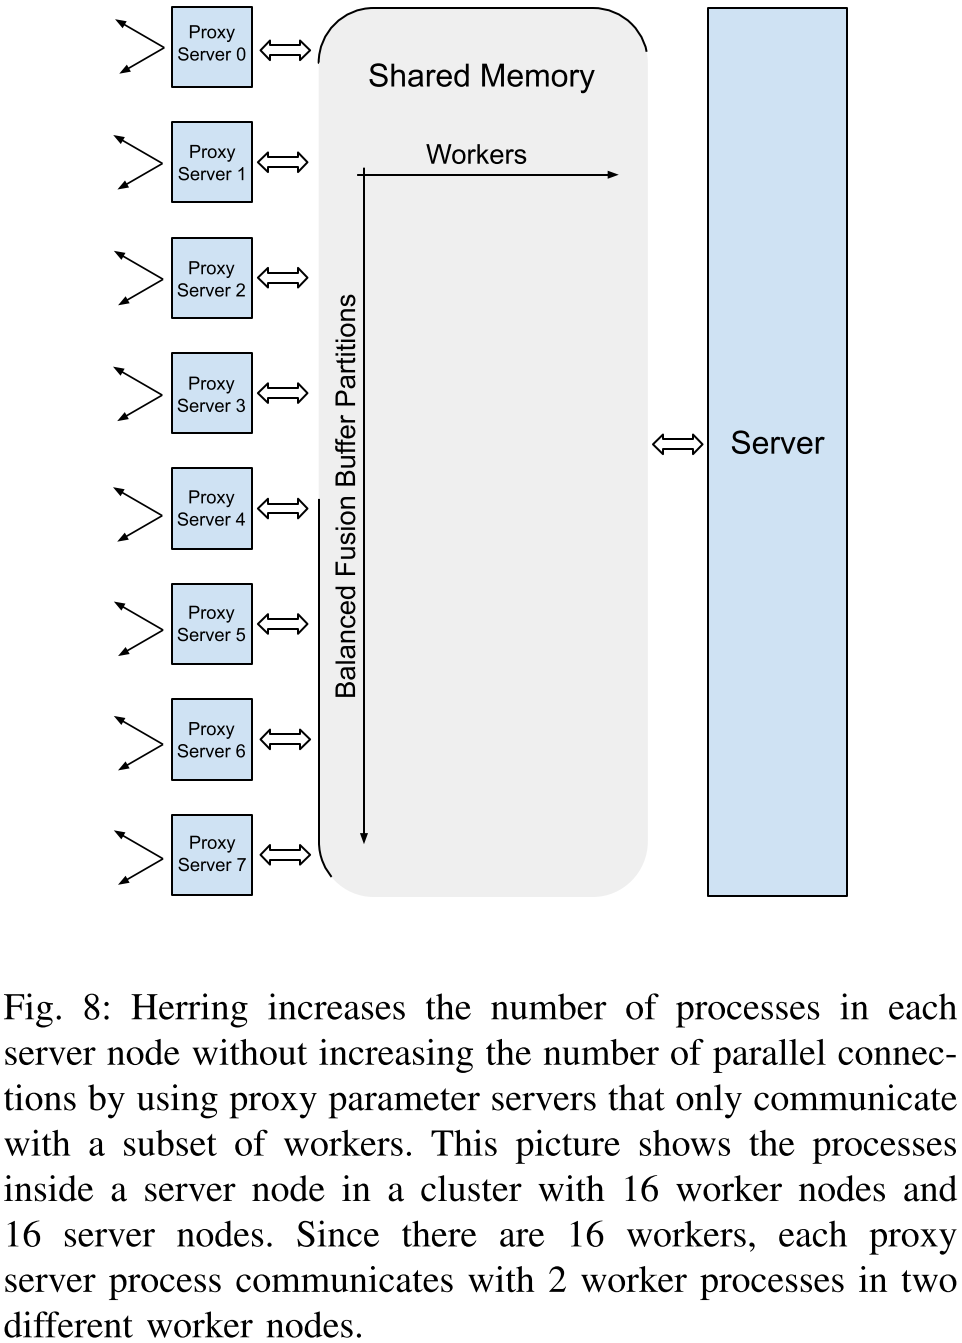 Proxy
Server 0
Shared Memory
Proxy
Server 1
Workers
Proxy
Server 2
Proxy
Server 3
Balanced Fusion Buffer Partitions
Server
Proxy
Server 4
Proxy
Server 5
Proxy
Server 6
Proxy
Server 7
Fig. 8: Herring increases the number of processes in each
server node without increasing the number of parallel connec-
tions by using proxy parameter servers that only communicate
with a subset of workers. This picture shows the processes
inside a server node in a cluster with 16 worker nodes and
16 server nodes. Since there are 16 workers, each proxy
server process communicates with 2 worker processes in two
different worker nodes.